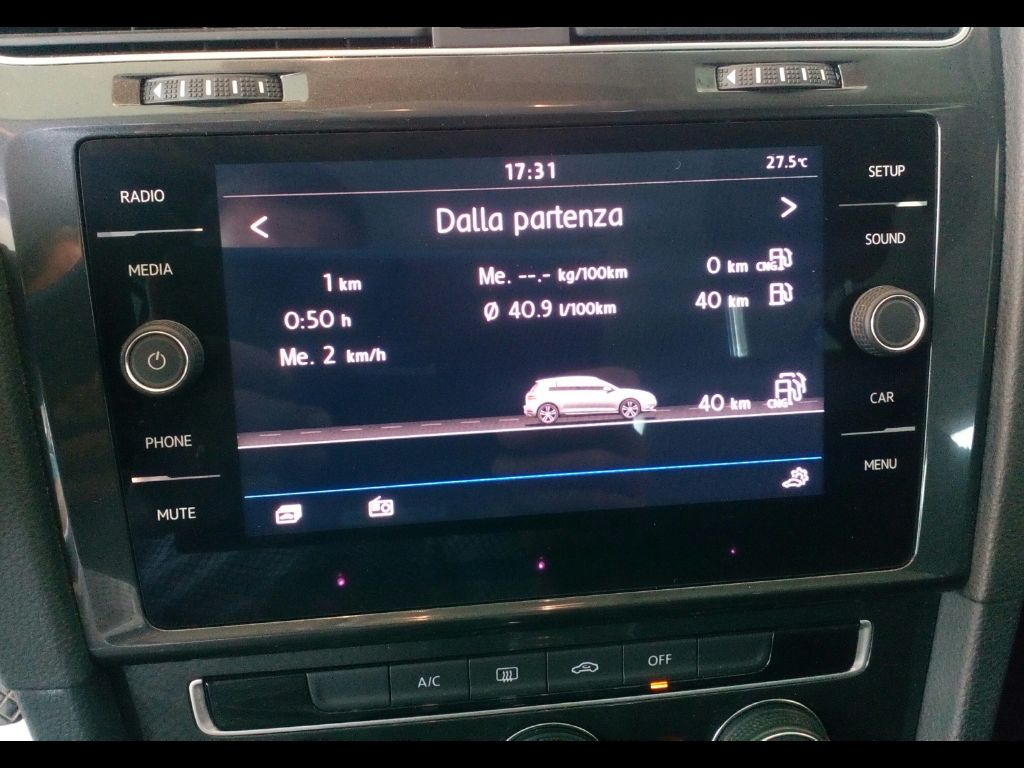 17:31
27.5°C
RADIO
SETUP
< Dalla partenza >
MEDIA
SOUND
1 km
Me. --.- kg/100km
0 km CNG
0:50 h
Ø 40.9 l/100km
40 km
Me. 2 km/h
40 km CNG
CAR
PHONE
MENU
MUTE
A/C
OFF